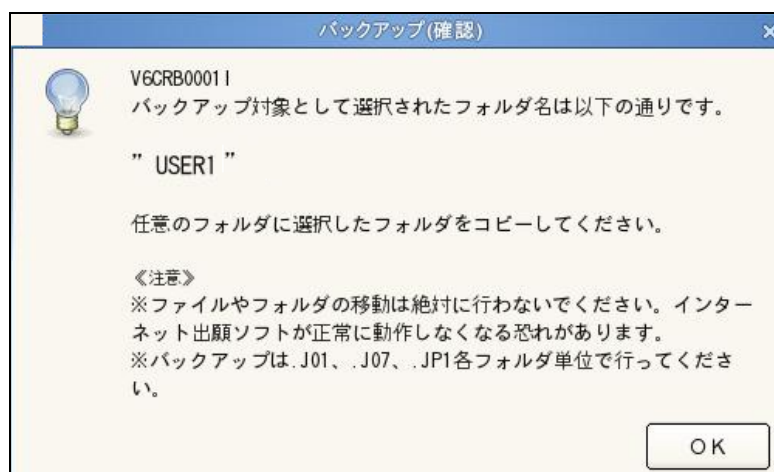 バックアップ(確認)
V6CRB0001I
バックアップ対象として選択されたフォルダ名は以下の通りです。
” USER1 ”
任意のフォルダに選択したフォルダをコピーしてください。
《注意》
※ファイルやフォルダの移動は絶対に行わないでください。インター
ネット出願ソフトが正常に動作しなくなる恐れがあります。
※バックアップは.J01、.J07、.JP1各フォルダ単位で行ってくださ
い。
OK